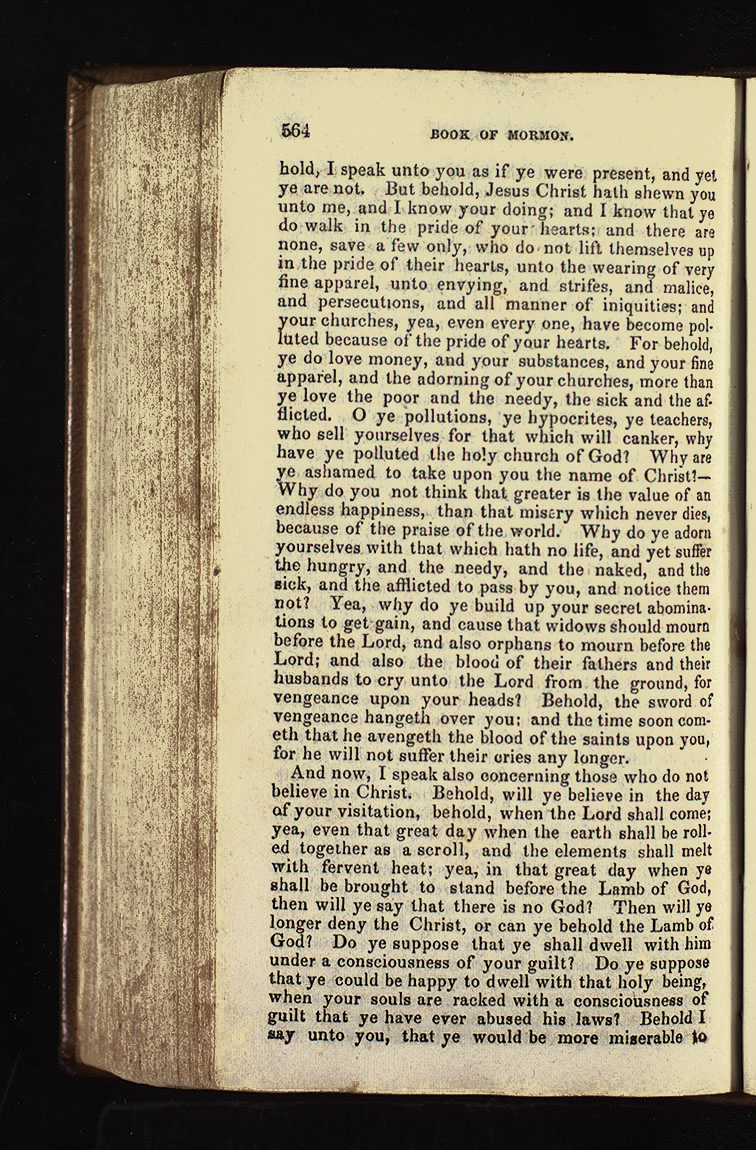 564 BOOK OF MORMON.
hold, I speak unto you as if ye were present, and yet
ye are not. But behold, Jesus Christ hath shewn you
unto me, and I know your doing; and I know that ye
do walk in the pride of your hearts; and there are
none, save a few only, who do not lift themselves up
in the pride of their hearts, unto the wearing of very
fine apparel, unto envying, and strifes, and malice,
and persecutions, and all manner of iniquities; and
your churches, yea, even every one, have become pol-
luted because of the pride of your hearts. For behold,
ye do love money, and your substances, and your fine
apparel, and the adorning of your churches, more than
ye love the poor and the needy, the sick and the af-
flicted. O ye pollutions, ye hypocrites, ye teachers,
who sell yourselves for that which will canker, why
have ye polluted the holy church of God? Why are
ye ashamed to take upon you the name of Christ?—
Why do you not think that greater is the value of an
endless happiness, than that misery which never dies,
because of the praise of the world. Why do ye adorn
yourselves with that which hath no life, and yet suffer
the hungry, and the needy, and the naked, and the
sick, and the afflicted to pass by you, and notice them
not? Yea, why do ye build up your secret abomina-
tions to get gain, and cause that widows should mourn
before the Lord, and also orphans to mourn before the
Lord; and also the blood of their fathers and their
husbands to cry unto the Lord from the ground, for
vengeance upon your heads? Behold, the sword of
vengeance hangeth over you; and the time soon com-
eth that he avengeth the blood of the saints upon you,
for he will not suffer their cries any longer.
And now, I speak also concerning those who do not
believe in Christ. Behold, will ye believe in the day
of your visitation, behold, when the Lord shall come;
yea, even that great day when the earth shall be roll-
ed together as a scroll, and the elements shall melt
with fervent heat; yea, in that great day when ye
shall be brought to stand before the Lamb of God,
then will ye say that there is no God? Then will ye
longer deny the Christ, or can ye behold the Lamb of
God? Do ye suppose that ye shall dwell with him
under a consciousness of your guilt? Do ye suppose
that ye could be happy to dwell with that holy being,
when your souls are racked with a consciousness of
guilt that ye have ever abused his laws? Behold I
say unto you, that ye would be more miserable to